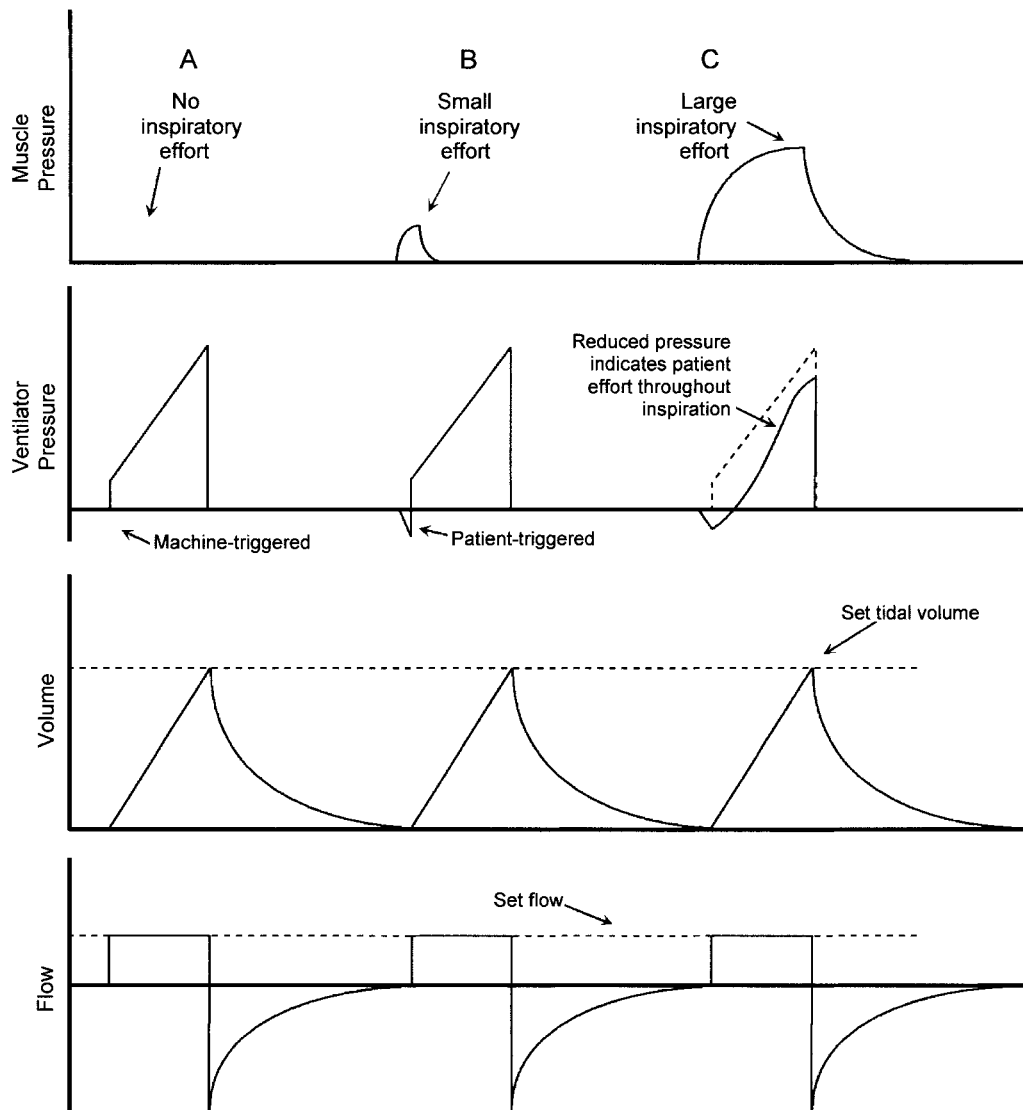 A
No
inspiratory
effort
B
Small
inspiratory
effort
C
Large
inspiratory
effort
Muscle
Pressure
Reduced pressure
indicates patient
effort throughout
inspiration
Ventilator
Pressure
Machine-triggered
Patient-triggered
Set tidal volume
Volume
Set flow
Flow